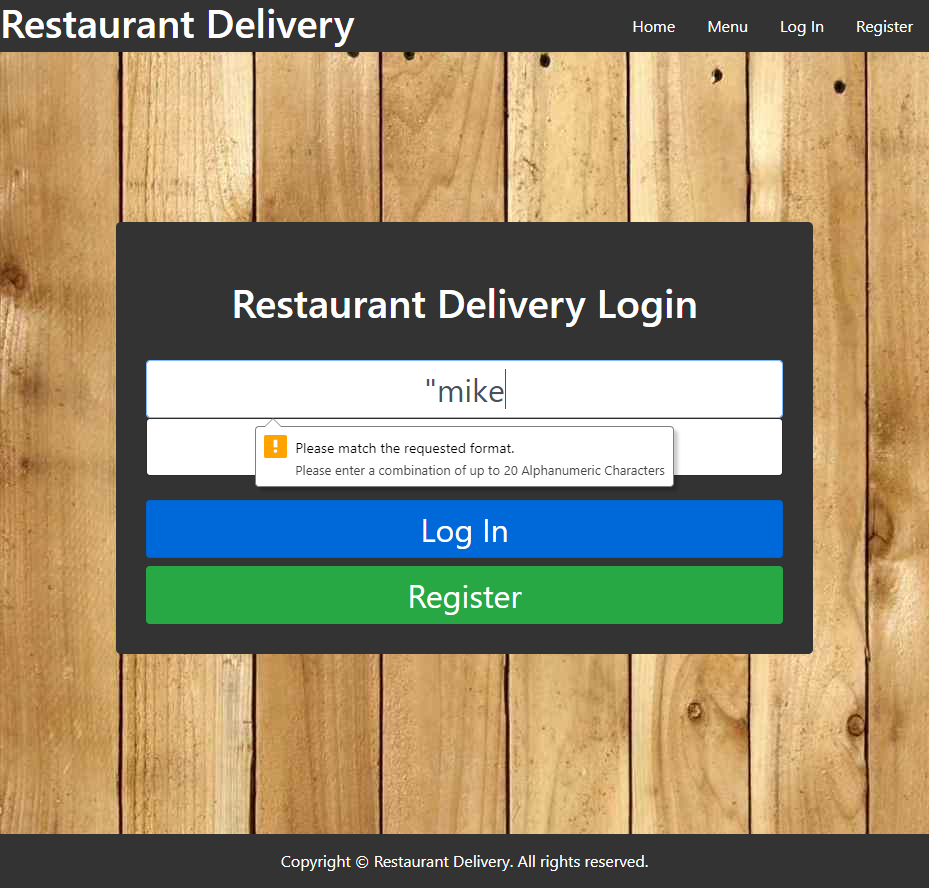 Restaurant Delivery
Home Menu Log In Register
Restaurant Delivery Login
"mike
Please match the requested format.
Please enter a combination of up to 20 Alphanumeric Characters
Log In
Register
Copyright © Restaurant Delivery. All rights reserved.